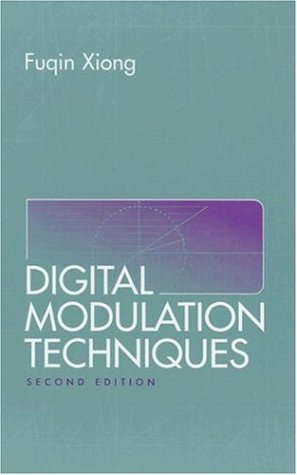 Fuqin Xiong
DIGITAL
MODULATION
TECHNIQUES
SECOND EDITION